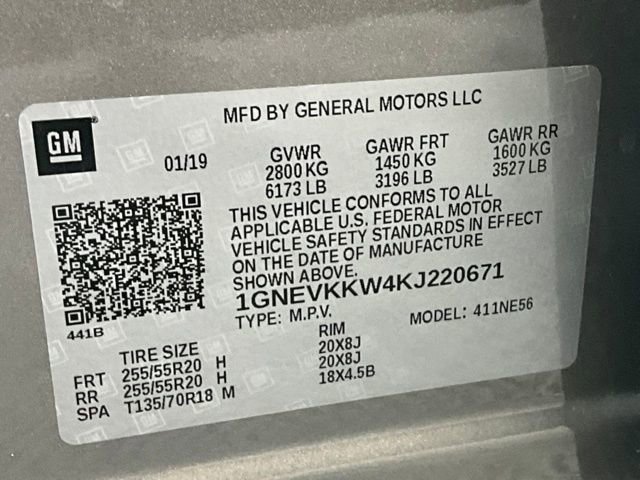 MFD BY GENERAL MOTORS LLC
GM
01/19
GVWR
2800 KG
6173 LB
GAWR FRT
1450 KG
3196 LB
GAWR RR
1600 KG
3527 LB
THIS VEHICLE CONFORMS TO ALL
APPLICABLE U.S. FEDERAL MOTOR
VEHICLE SAFETY STANDARDS IN EFFECT
ON THE DATE OF MANUFACTURE
SHOWN ABOVE.
1GNEVKKW4KJ220671
441B
TYPE: M.P.V. MODEL: 411NE56
TIRE SIZE RIM
FRT 255/55R20 H 20X8J
RR 255/55R20 H 20X8J
SPA T135/70R18 M 18X4.5B